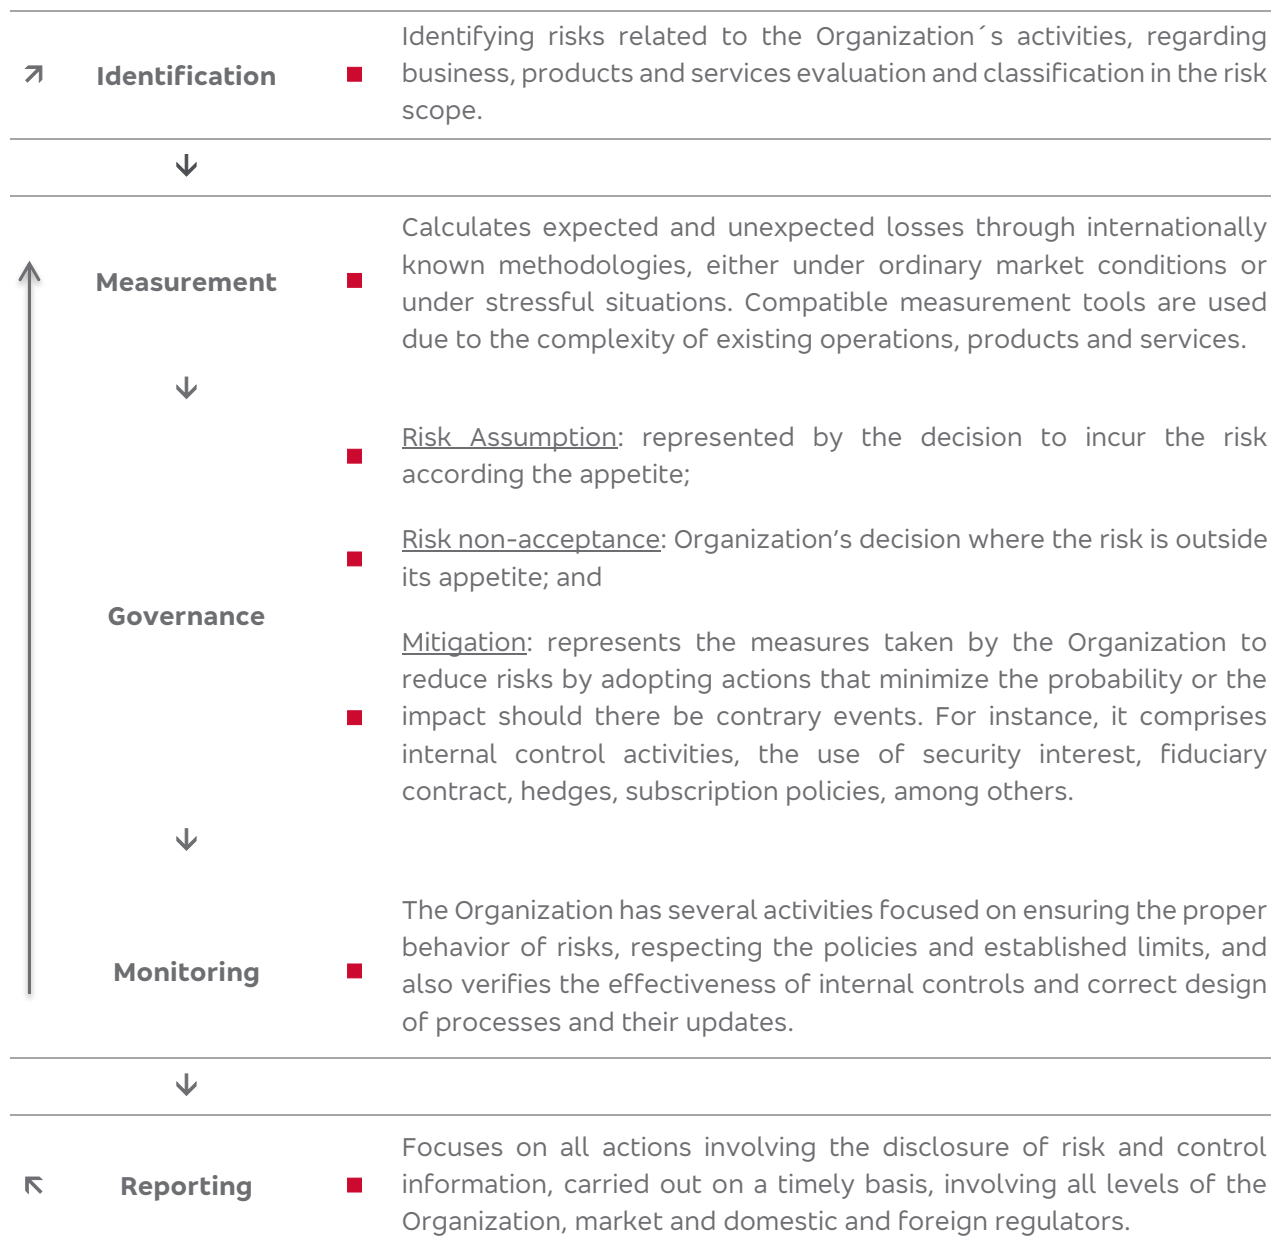 Identifying risks related to the Organization´s activities, regarding
Identification
business, products and services evaluation and classification in the risk
scope.
Calculates expected and unexpected losses through internationally
known methodologies, either under ordinary market conditions or
Measurement
under stressful situations. Compatible measurement tools are used
due to the complexity of existing operations, products and services.
Risk Assumption: represented by the decision to incur the risk
according the appetite;
Risk non-acceptance: Organization’s decision where the risk is outside
its appetite; and
Governance
Mitigation: represents the measures taken by the Organization to
reduce risks by adopting actions that minimize the probability or the
impact should there be contrary events. For instance, it comprises
internal control activities, the use of security interest, fiduciary
contract, hedges, subscription policies, among others.
The Organization has several activities focused on ensuring the proper
behavior of risks, respecting the policies and established limits, and
Monitoring
also verifies the effectiveness of internal controls and correct design
of processes and their updates.
Focuses on all actions involving the disclosure of risk and control
Reporting
information, carried out on a timely basis, involving all levels of the
Organization, market and domestic and foreign regulators.